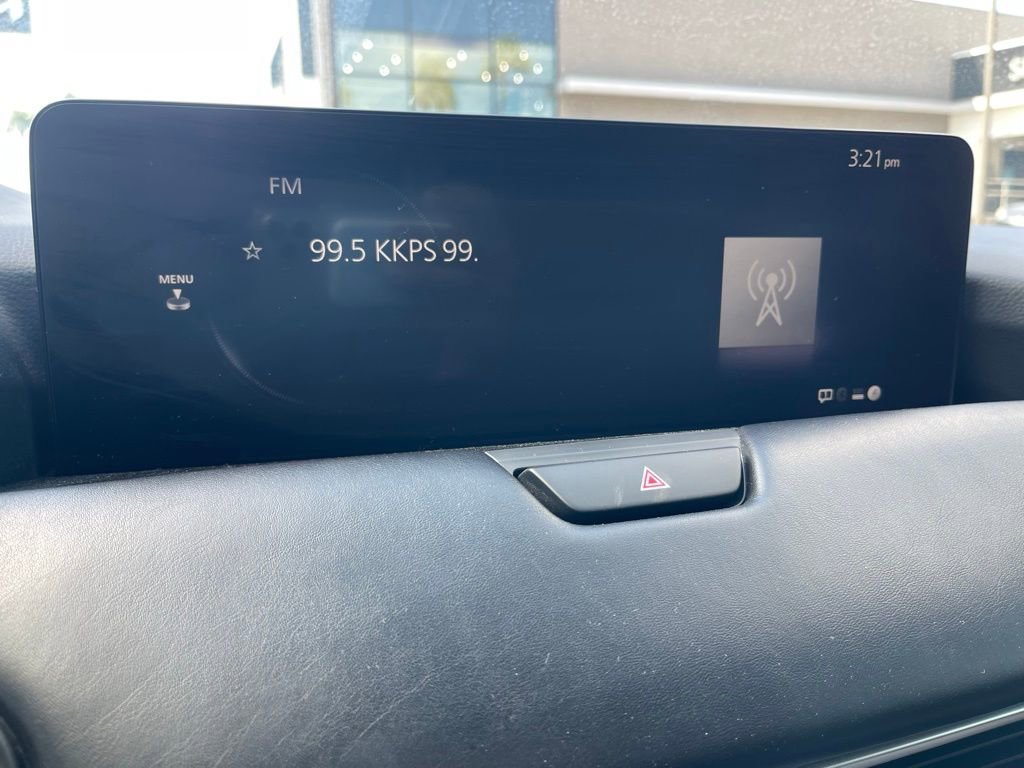 3:21 pm
FM
99.5 KKPS 99.
MENU